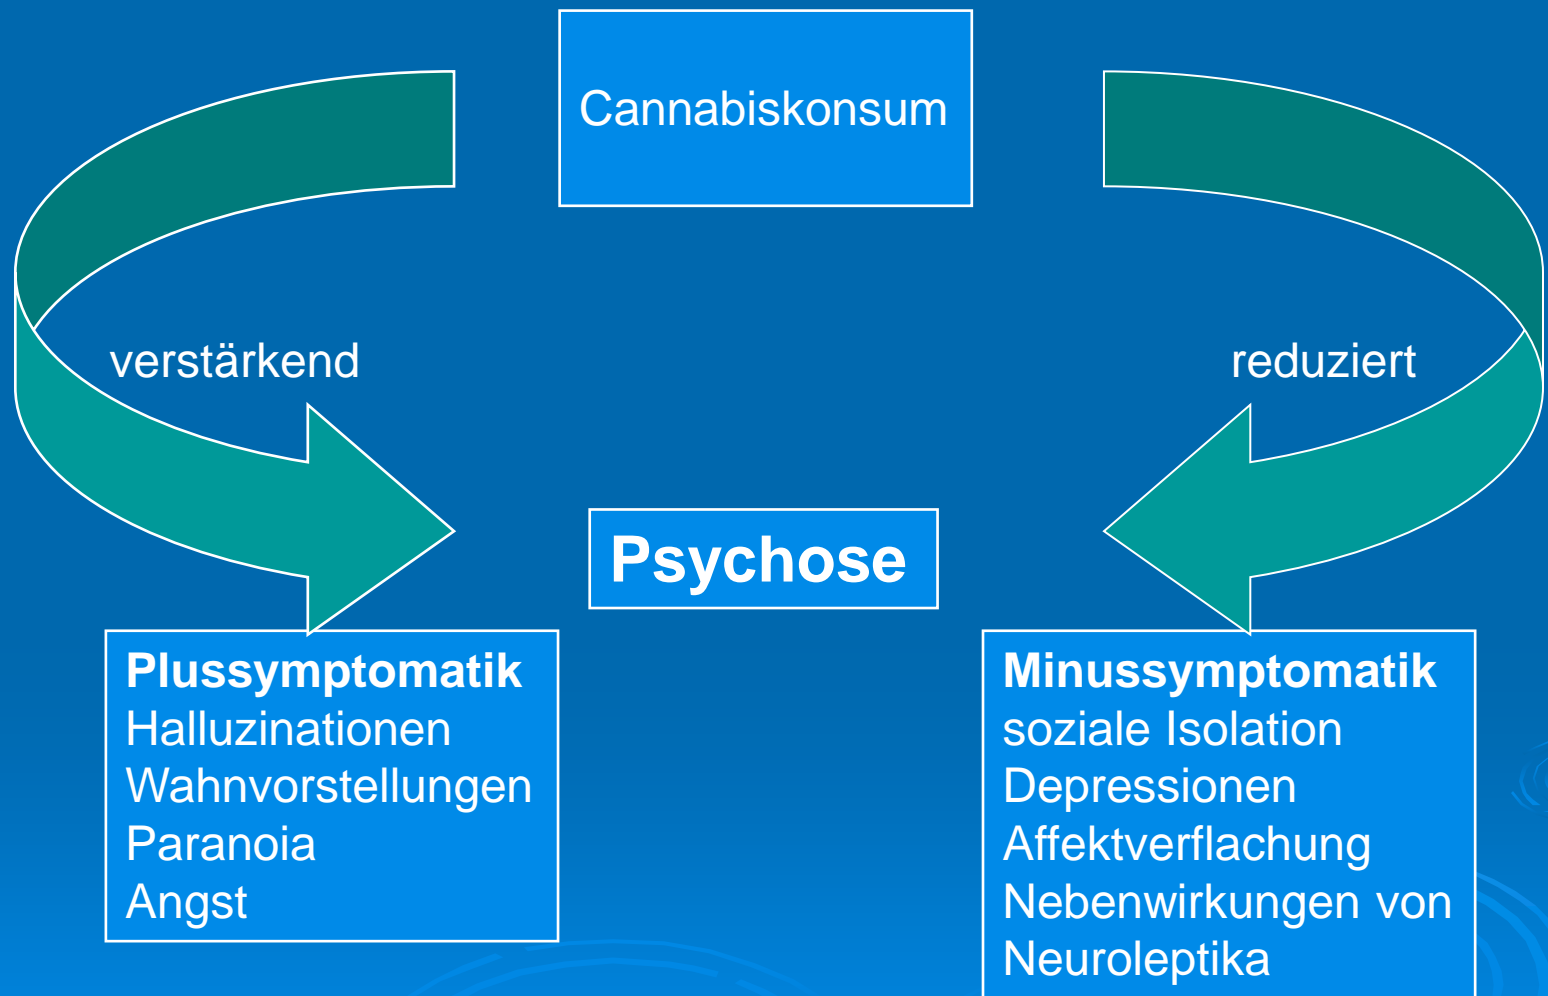 Cannabiskonsum
verstärkend
reduziert
Psychose
Plussymptomatik
Halluzinationen
Wahnvorstellungen
Paranoia
Angst
Minussymptomatik
soziale Isolation
Depressionen
Affektverflachung
Nebenwirkungen von
Neuroleptika